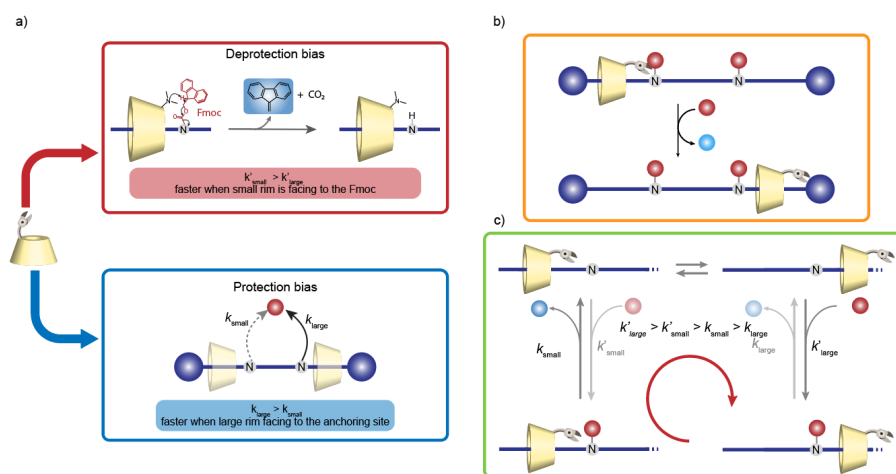 a)
Deprotection bias
Fmoc
O
O
N
+ CO₂
H
N
k'small > k'large
faster when small rim is facing to the Fmoc
Protection bias
ksmall
klarge
N
N
klarge > ksmall
faster when large rim facing to the anchoring site
b)
N
N
N
N
c)
N
N
k'large > k'small > ksmall > klarge
ksmall
k'small
klarge
k'large
N
N